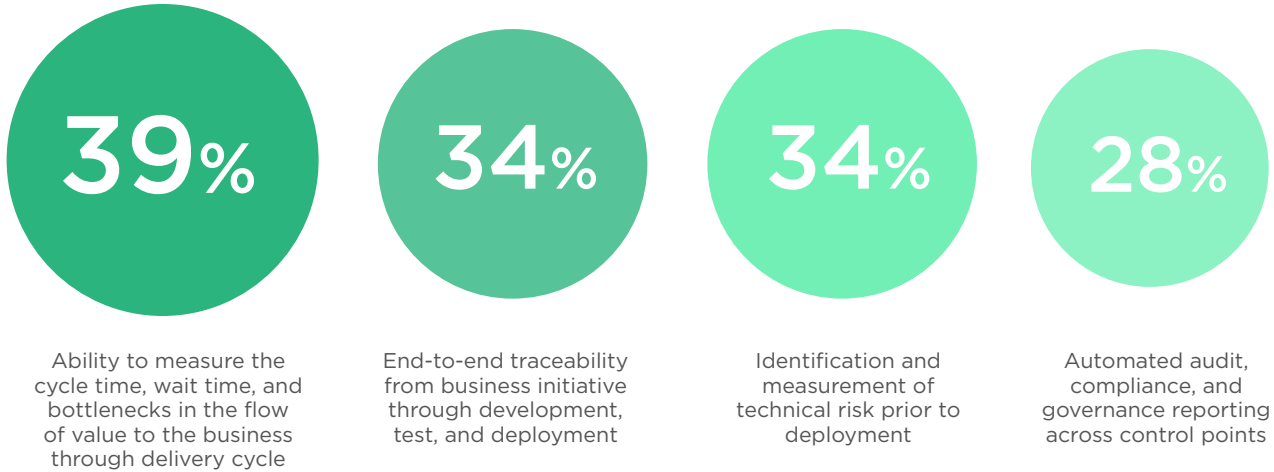 39%
34%
34%
28%
Ability to measure the
cycle time, wait time, and
bottlenecks in the flow
of value to the business
through delivery cycle
End-to-end traceability
from business initiative
through development,
test, and deployment
Identification and
measurement of
technical risk prior to
deployment
Automated audit,
compliance, and
governance reporting
across control points